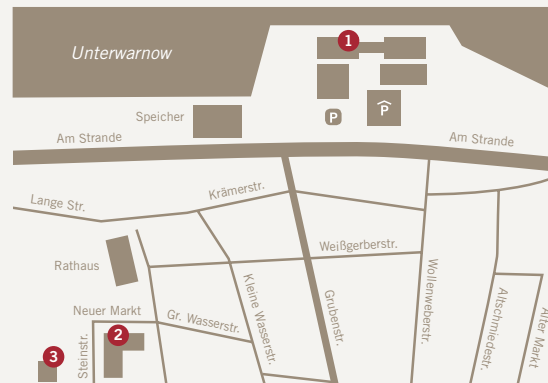 1
Unterwarnow
P
P
Speicher
Am Strande
Am Strande
Krämerstr.
Lange Str.
Weißgerberstr.
Rathaus
Wollenweberstr.
Kleine Wasserstr.
Grubenstr.
Altschmiedestr.
Alter Markt
Neuer Markt
Gr. Wasserstr.
Steinstr.
2
3